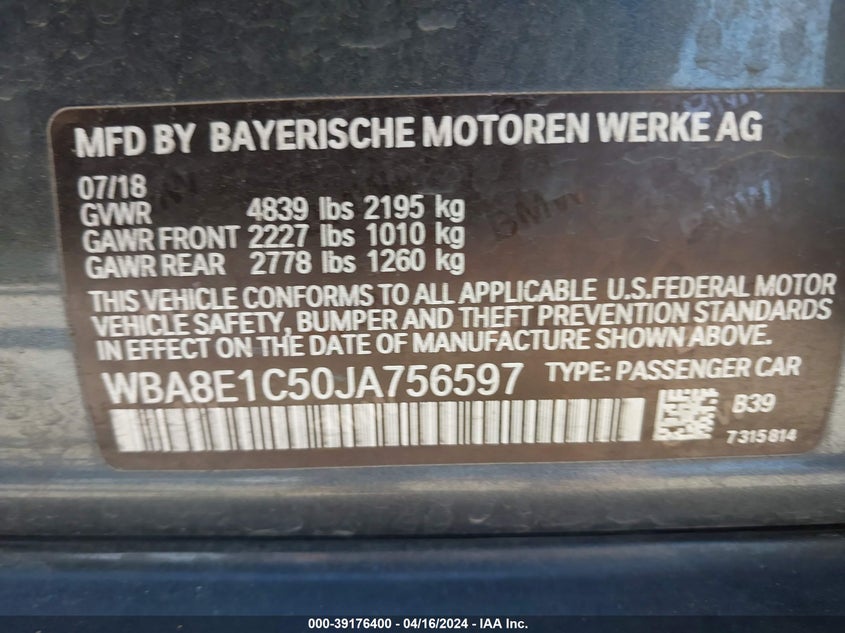 MFD BY BAYERISCHE MOTOREN WERKE AG
07/18
GVWR 4839 lbs 2195 kg
GAWR FRONT 2227 lbs 1010 kg
GAWR REAR 2778 lbs 1260 kg
THIS VEHICLE CONFORMS TO ALL APPLICABLE U.S.FEDERAL MOTOR
VEHICLE SAFETY, BUMPER AND THEFT PREVENTION STANDARDS
IN EFFECT ON THE DATE OF MANUFACTURE SHOWN ABOVE.
WBA8E1C50JA756597 TYPE: PASSENGER CAR
B39
7315814
000-39176400 - 04/16/2024 - IAA Inc.